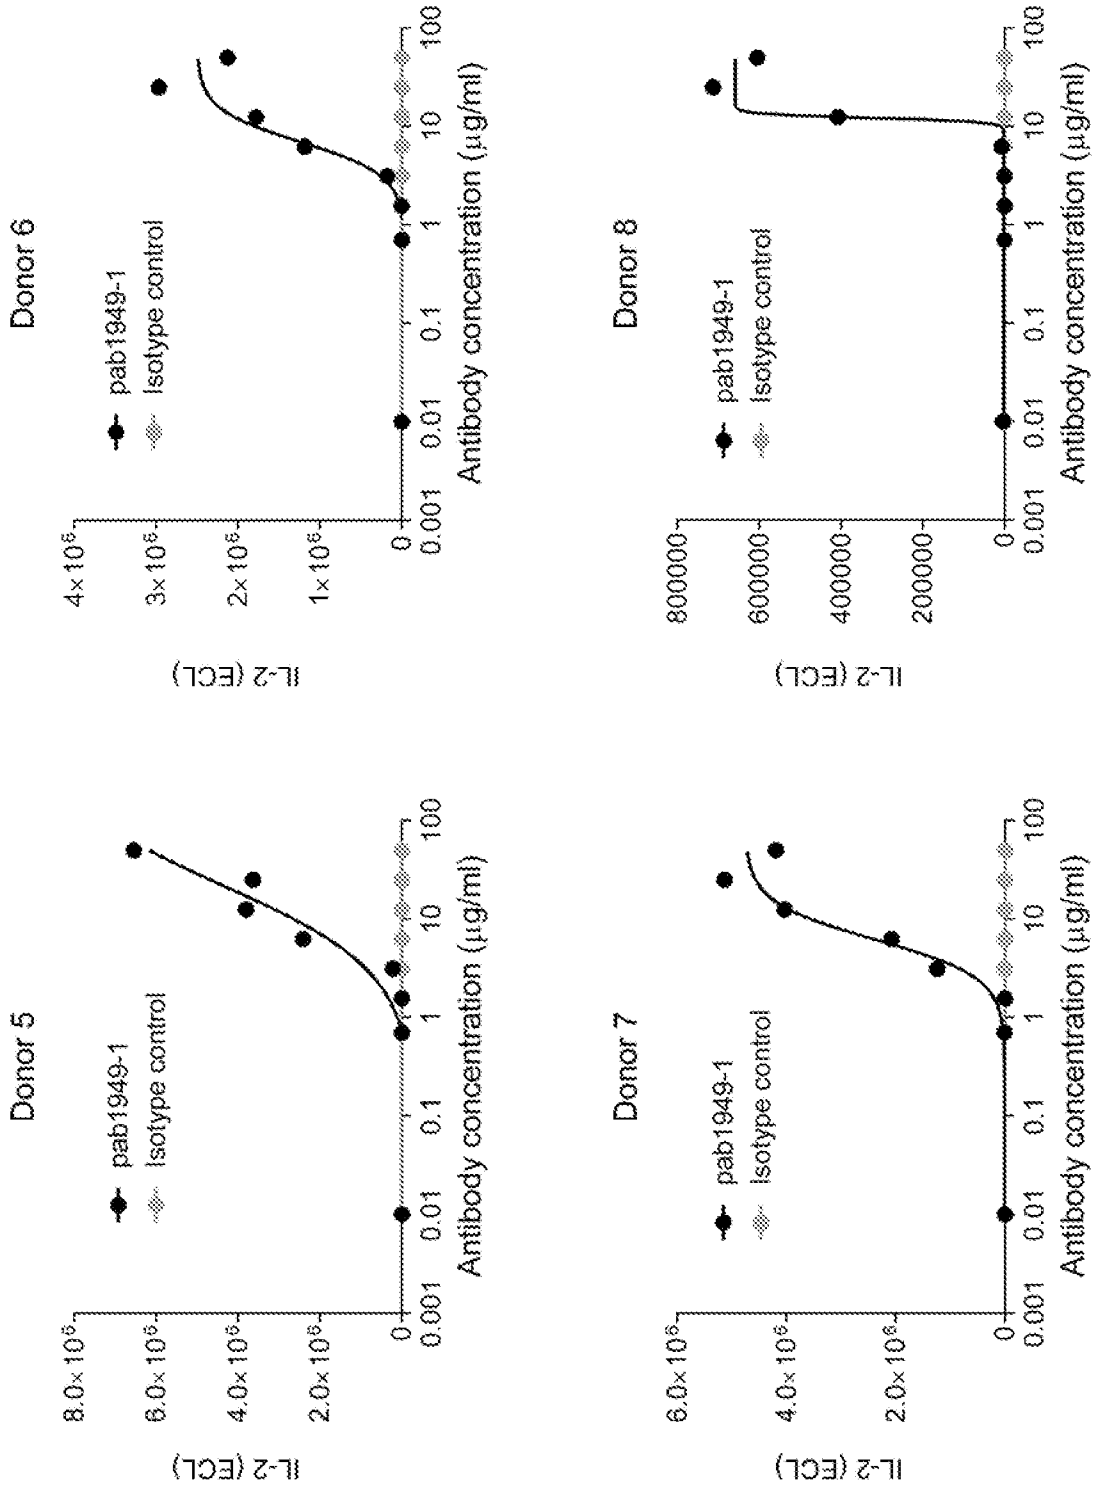 Donor 5
8.0×10⁶
6.0×10⁶
4.0×10⁶
2.0×10⁶
0
IL-2 (ECL)
pab1949-1
Isotype control
0.001 0.01 0.1 1 10 100
Antibody concentration (μg/ml)
Donor 6
4×10⁶
3×10⁶
2×10⁶
1×10⁶
0
IL-2 (ECL)
pab1949-1
Isotype control
0.001 0.01 0.1 1 10 100
Antibody concentration (μg/ml)
Donor 7
6.0×10⁶
4.0×10⁶
2.0×10⁶
0
IL-2 (ECL)
pab1949-1
Isotype control
0.001 0.01 0.1 1 10 100
Antibody concentration (μg/ml)
Donor 8
800000
600000
400000
200000
0
IL-2 (ECL)
pab1949-1
Isotype control
0.001 0.01 0.1 1 10 100
Antibody concentration (μg/ml)